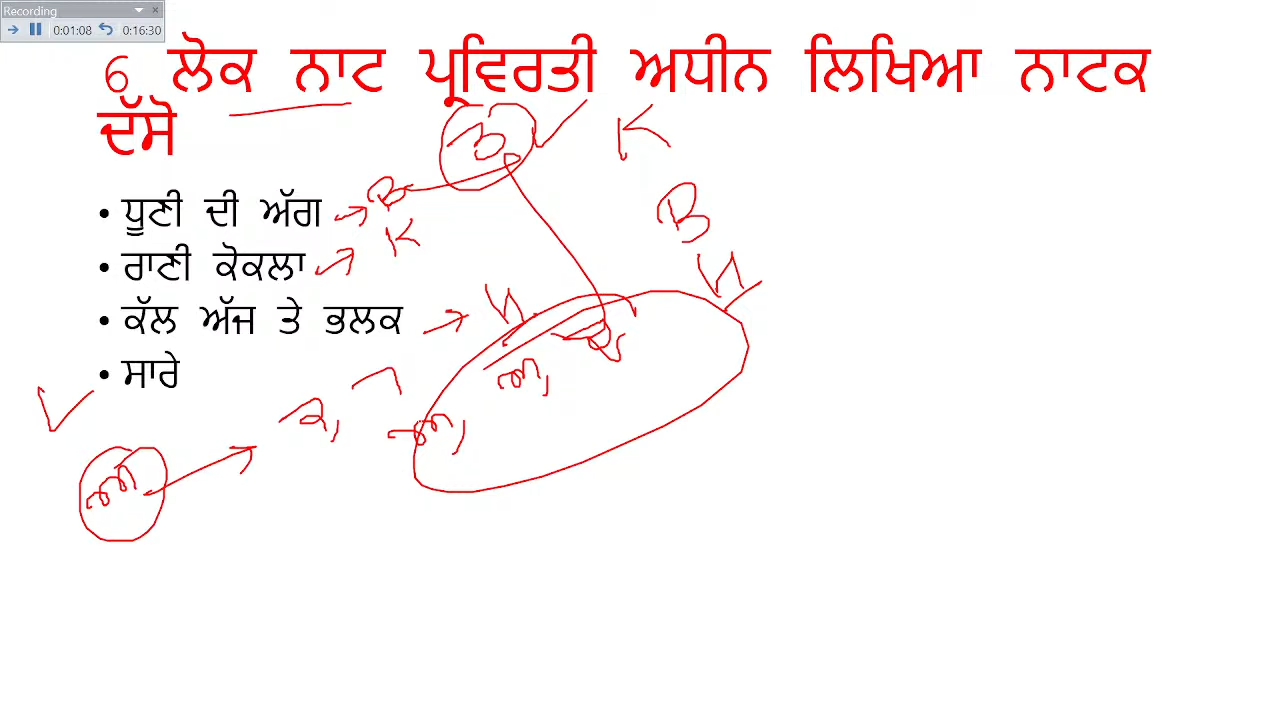 Recording
0:01:08 0:16:30
6 ਲੋਕ ਨਾਟ ਪ੍ਰਵਿਰਤੀ ਅਧੀਨ ਲਿਖਿਆ ਨਾਟਕ
ਦੱਸੋ
K
• ਧੂਣੀ ਦੀ ਅੱਗ B
B
K
• ਰਾਣੀ ਕੋਕਲਾ
• ਕੱਲ ਅੱਜ ਤੇ ਭਲਕ
• ਸਾਰੇ